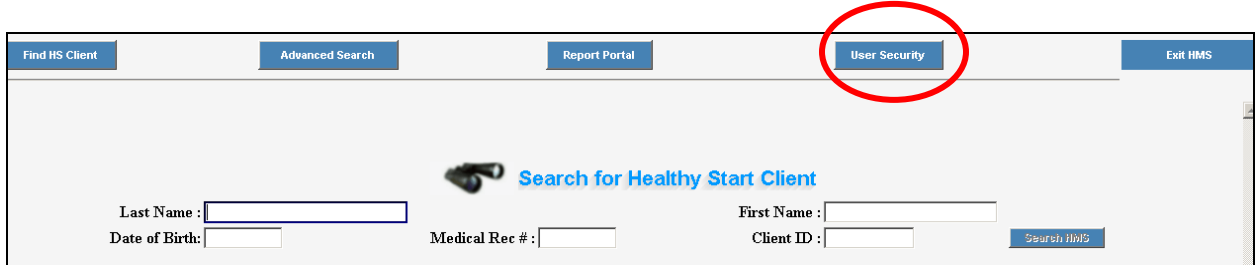 Find HS Client Advanced Search Report Portal User Security Exit HMS
Search for Healthy Start Client
Last Name : First Name :
Date of Birth: Medical Rec # : Client ID : Search HMS